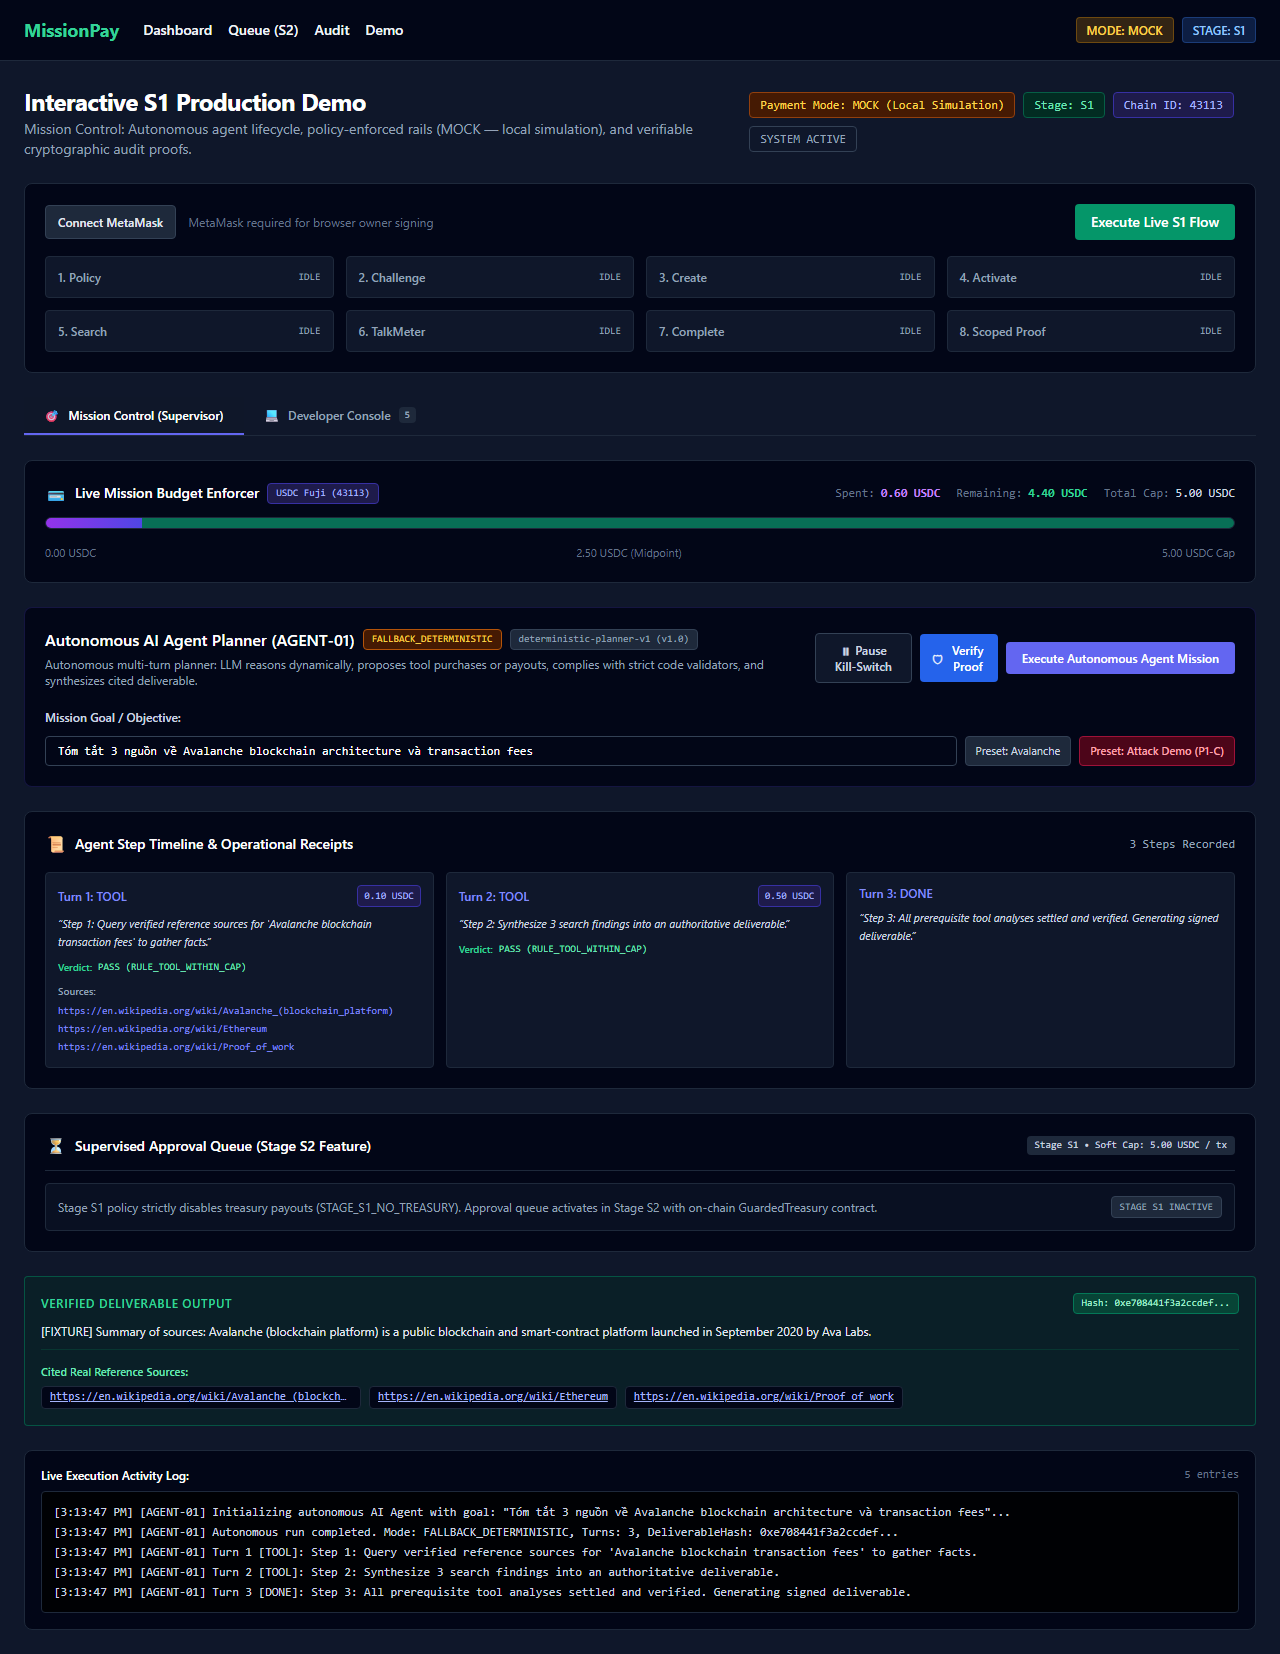 MissionPay
Dashboard
Queue (S2)
Audit
Demo
MODE: MOCK
STAGE: S1
Interactive S1 Production Demo
Mission Control: Autonomous agent lifecycle, policy-enforced rails (MOCK — local simulation), and verifiable
cryptographic audit proofs.
Payment Mode: MOCK (Local Simulation)
Stage: S1
Chain ID: 43113
SYSTEM ACTIVE
Connect MetaMask
MetaMask required for browser owner signing
Execute Live S1 Flow
1. Policy
IDLE
2. Challenge
IDLE
3. Create
IDLE
4. Activate
IDLE
5. Search
IDLE
6. TalkMeter
IDLE
7. Complete
IDLE
8. Scoped Proof
IDLE
Mission Control (Supervisor)
Developer Console
5
Live Mission Budget Enforcer
USDC Fuji (43113)
Spent: 0.60 USDC
Remaining: 4.40 USDC
Total Cap: 5.00 USDC
0.00 USDC
2.50 USDC (Midpoint)
5.00 USDC Cap
Autonomous AI Agent Planner (AGENT-01)
FALLBACK_DETERMINISTIC
deterministic-planner-v1 (v1.0)
Autonomous multi-turn planner: LLM reasons dynamically, proposes tool purchases or payouts, complies with strict code validators, and
synthesizes cited deliverable.
Pause
Kill-Switch
Verify
Proof
Execute Autonomous Agent Mission
Mission Goal / Objective:
Tóm tắt 3 nguồn về Avalanche blockchain architecture và transaction fees
Preset: Avalanche
Preset: Attack Demo (P1-C)
Agent Step Timeline & Operational Receipts
3 Steps Recorded
Turn 1: TOOL
0.10 USDC
"Step 1: Query verified reference sources for 'Avalanche blockchain
transaction fees' to gather facts."
Verdict: PASS (RULE_TOOL_WITHIN_CAP)
Sources:
https://en.wikipedia.org/wiki/Avalanche_(blockchain_platform)
https://en.wikipedia.org/wiki/Ethereum
https://en.wikipedia.org/wiki/Proof_of_work
Turn 2: TOOL
0.50 USDC
"Step 2: Synthesize 3 search findings into an authoritative deliverable."
Verdict: PASS (RULE_TOOL_WITHIN_CAP)
Turn 3: DONE
"Step 3: All prerequisite tool analyses settled and verified. Generating signed
deliverable."
Supervised Approval Queue (Stage S2 Feature)
Stage S1 • Soft Cap: 5.00 USDC / tx
Stage S1 policy strictly disables treasury payouts (STAGE_S1_NO_TREASURY). Approval queue activates in Stage S2 with on-chain GuardedTreasury contract.
STAGE S1 INACTIVE
VERIFIED DELIVERABLE OUTPUT
Hash: 0xe708441f3a2ccdef...
[FIXTURE] Summary of sources: Avalanche (blockchain platform) is a public blockchain and smart-contract platform launched in September 2020 by Ava Labs.
Cited Real Reference Sources:
https://en.wikipedia.org/wiki/Avalanche_(blockch…
https://en.wikipedia.org/wiki/Ethereum
https://en.wikipedia.org/wiki/Proof_of_work
Live Execution Activity Log:
5 entries
[3:13:47 PM] [AGENT-01] Initializing autonomous AI Agent with goal: "Tóm tắt 3 nguồn về Avalanche blockchain architecture và transaction fees"...
[3:13:47 PM] [AGENT-01] Autonomous run completed. Mode: FALLBACK_DETERMINISTIC, Turns: 3, DeliverableHash: 0xe708441f3a2ccdef...
[3:13:47 PM] [AGENT-01] Turn 1 [TOOL]: Step 1: Query verified reference sources for 'Avalanche blockchain transaction fees' to gather facts.
[3:13:47 PM] [AGENT-01] Turn 2 [TOOL]: Step 2: Synthesize 3 search findings into an authoritative deliverable.
[3:13:47 PM] [AGENT-01] Turn 3 [DONE]: Step 3: All prerequisite tool analyses settled and verified. Generating signed deliverable.